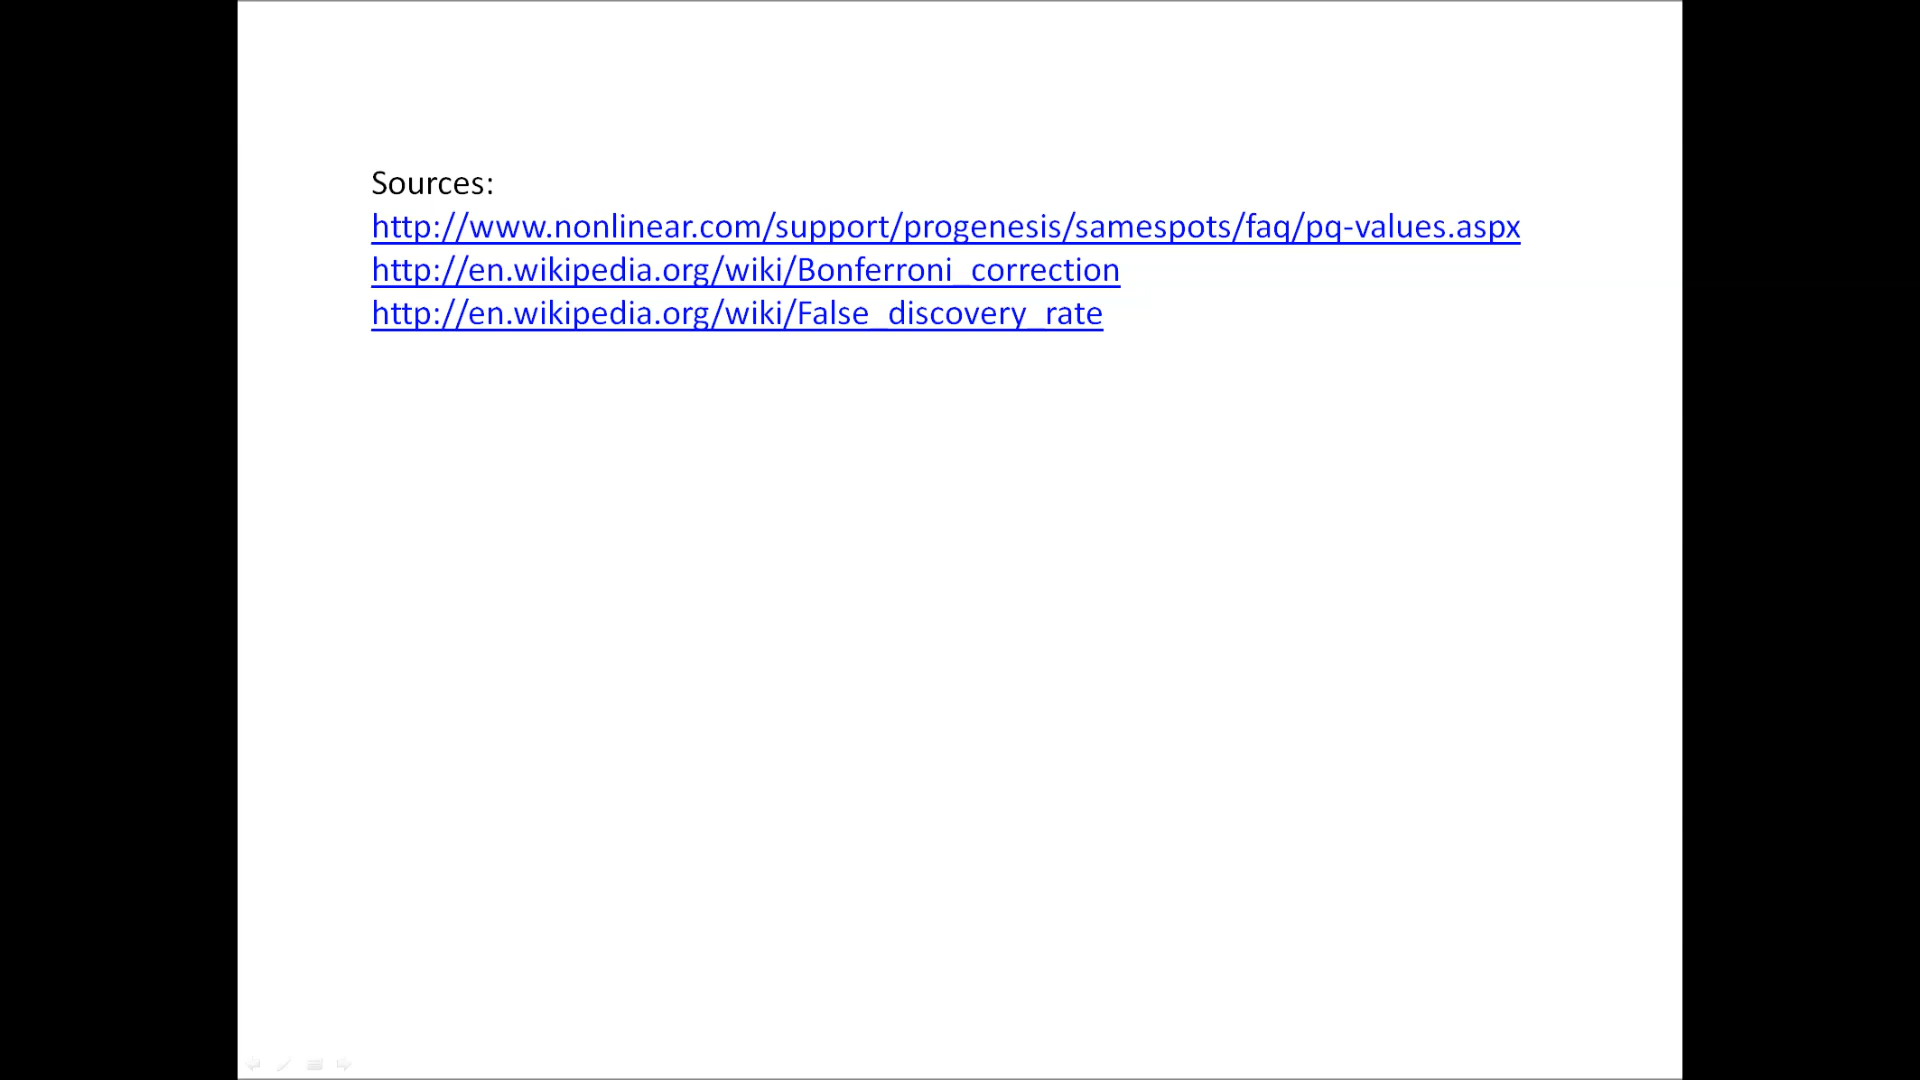 Sources:
http://www.nonlinear.com/support/progenesis/samespots/faq/pq-values.aspx
http://en.wikipedia.org/wiki/Bonferroni_correction
http://en.wikipedia.org/wiki/False_discovery_rate